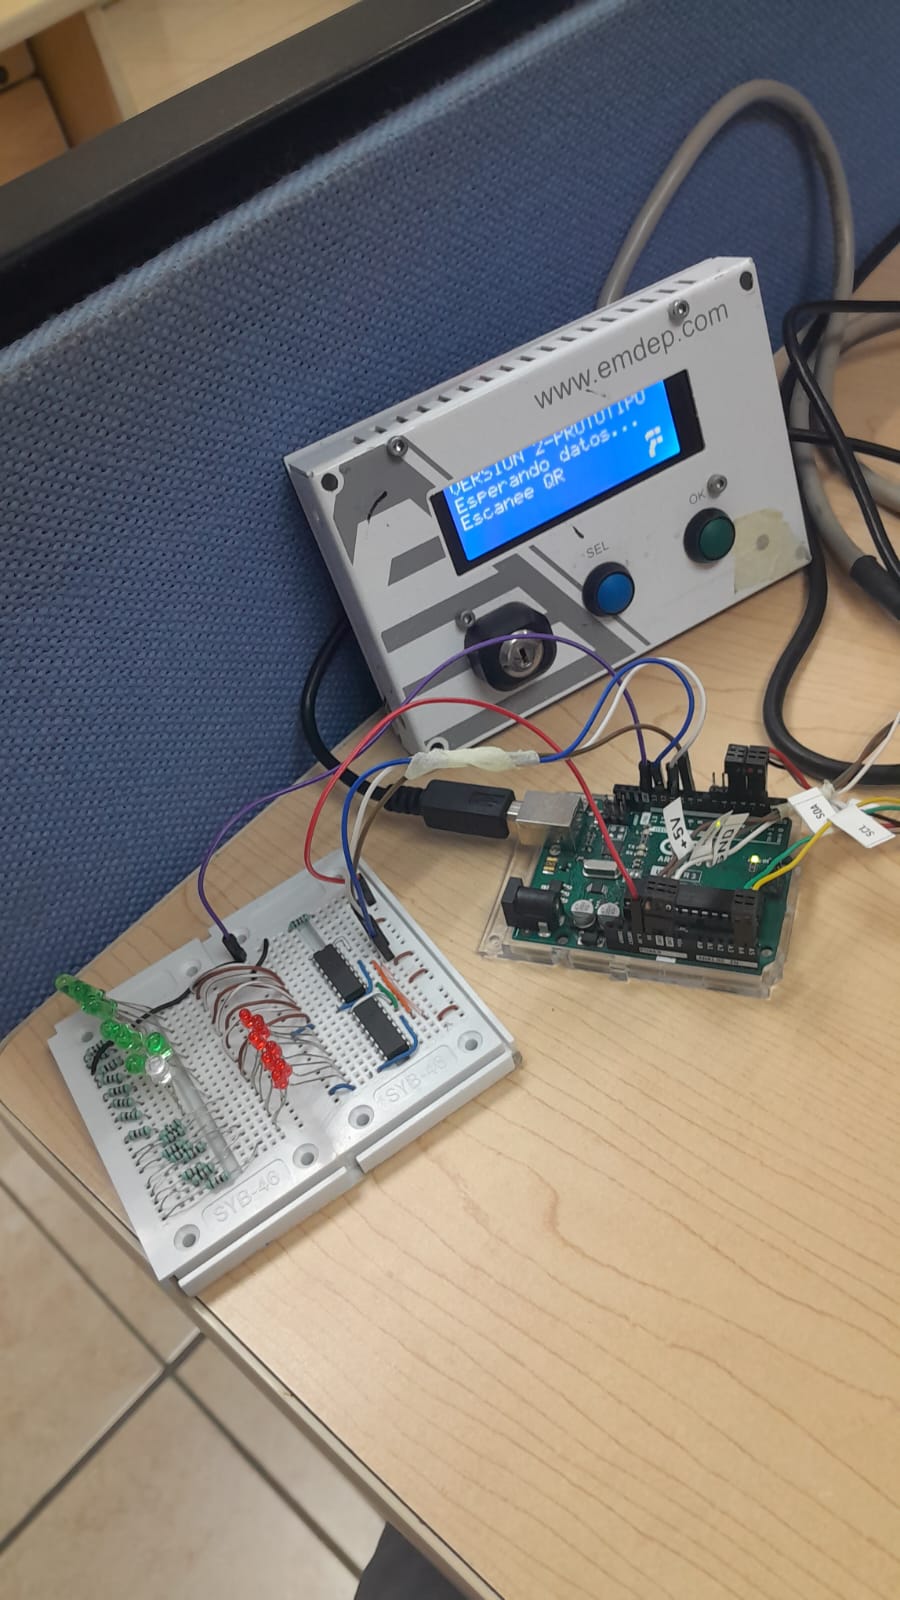 www.emdep.com
VERSION 2-PROTOTIPO
Esperando datos...
Escanee QR
OK
SEL
+5V
GND
SDA
SCL
SYB-46
SYB-46